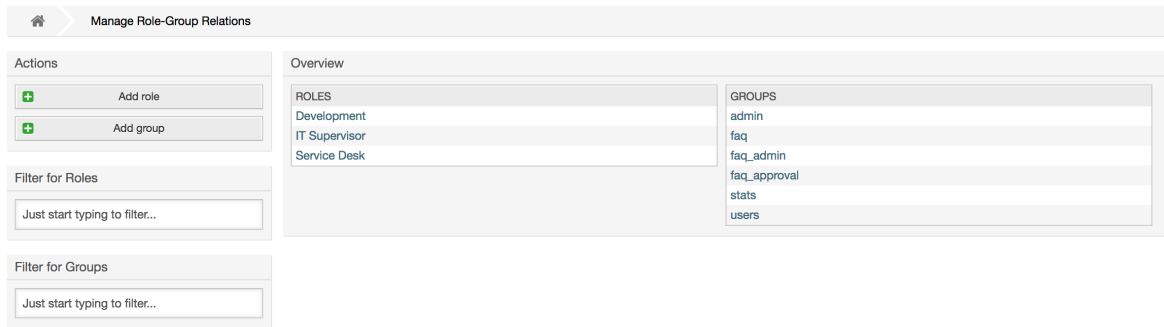 Manage Role-Group Relations
Actions
Add role
Add group
Filter for Roles
Just start typing to filter...
Filter for Groups
Just start typing to filter...
Overview
ROLES
Development
IT Supervisor
Service Desk
GROUPS
admin
faq
faq_admin
faq_approval
stats
users